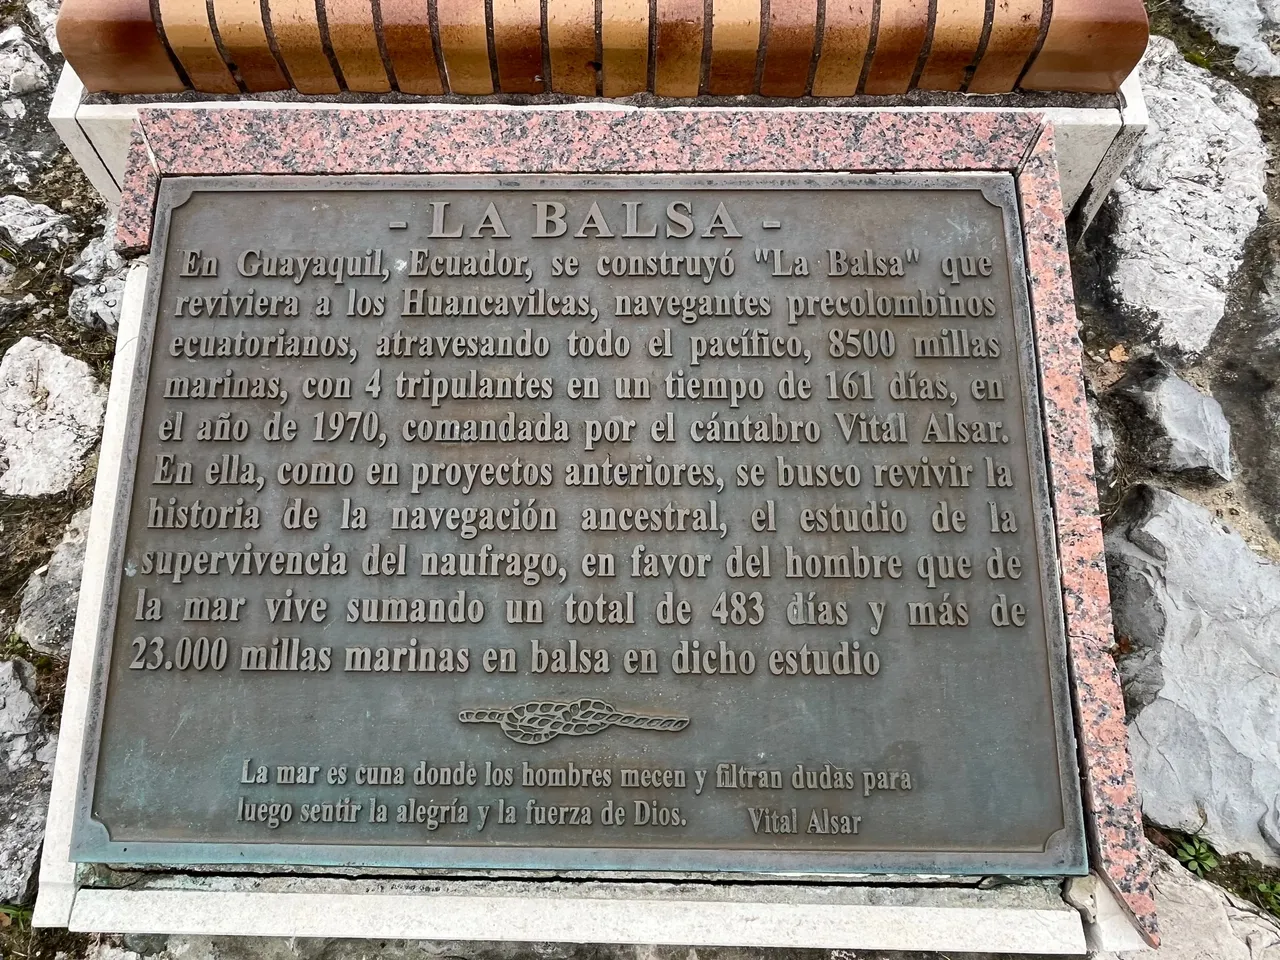 - LA BALSA -
En Guayaquil, Ecuador, se construyó "La Balsa" que
reviviera a los Huancavilcas, navegantes precolombinos
ecuatorianos, atravesando todo el pacífico, 8500 millas
marinas, con 4 tripulantes en un tiempo de 161 días, en
el año de 1970, comandada por el cántabro Vital Alsar.
En ella, como en proyectos anteriores, se busco revivir la
historia de la navegación ancestral, el estudio de la
supervivencia del naufrago, en favor del hombre que de
la mar vive sumando un total de 483 días y más de
23.000 millas marinas en balsa en dicho estudio
La mar es cuna donde los hombres mecen y filtran dudas para
luego sentir la alegría y la fuerza de Dios. Vital Alsar